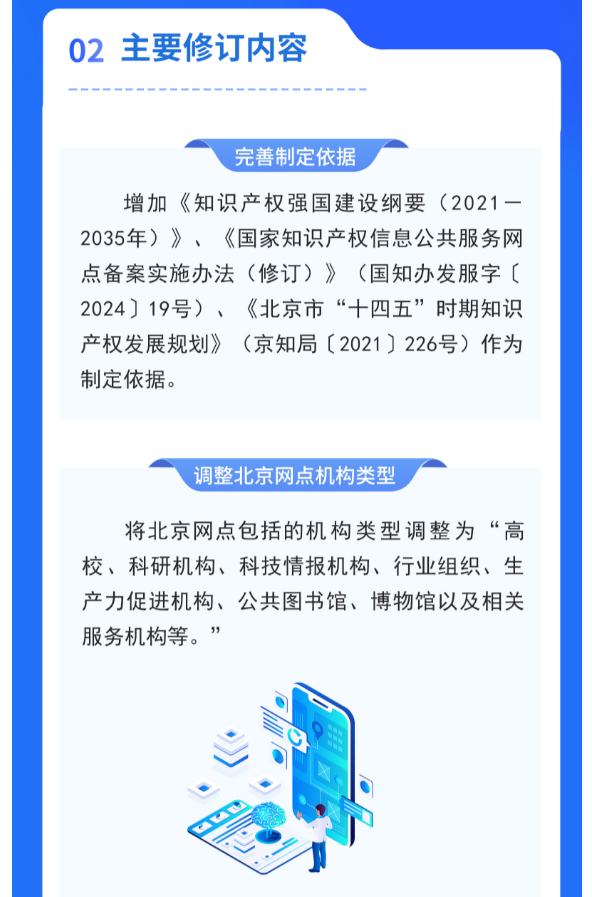 02 主要修订内容
完善制定依据
增加《知识产权强国建设纲要（2021－
2035年）》、《国家知识产权信息公共服务网
点备案实施办法（修订）》（国知办发服字〔
2024〕19号）、《北京市“十四五”时期知识
产权发展规划》（京知局〔2021〕226号）作为
制定依据。
调整北京网点机构类型
将北京网点包括的机构类型调整为“高
校、科研机构、科技情报机构、行业组织、生
产力促进机构、公共图书馆、博物馆以及相关
服务机构等。”